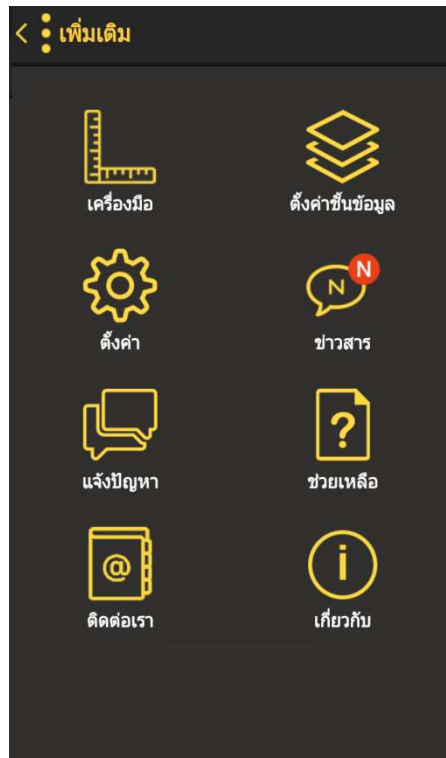 เพิ่มเติม
เครื่องมือ ตั้งค่าชั้นข้อมูล
N N
ตั้งค่า ข่าวสาร
?
แจ้งปัญหา ช่วยเหลือ
@ i
ติดต่อเรา เกี่ยวกับ